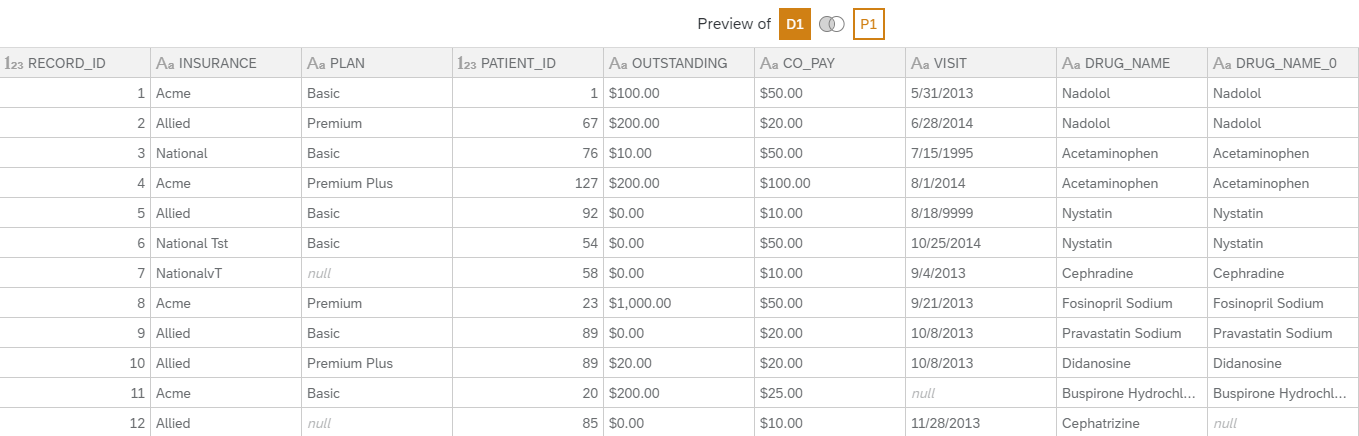 Preview of D1 P1
123 RECORD_ID Aa INSURANCE Aa PLAN 123 PATIENT_ID Aa OUTSTANDING Aa CO_PAY Aa VISIT Aa DRUG_NAME Aa DRUG_NAME_0
1 Acme Basic 1 $100.00 $50.00 5/31/2013 Nadolol Nadolol
2 Allied Premium 67 $200.00 $20.00 6/28/2014 Nadolol Nadolol
3 National Basic 76 $10.00 $50.00 7/15/1995 Acetaminophen Acetaminophen
4 Acme Premium Plus 127 $200.00 $100.00 8/1/2014 Acetaminophen Acetaminophen
5 Allied Basic 92 $0.00 $10.00 8/18/9999 Nystatin Nystatin
6 National Tst Basic 54 $0.00 $50.00 10/25/2014 Nystatin Nystatin
7 NationalvT null 58 $0.00 $10.00 9/4/2013 Cephradine Cephradine
8 Acme Premium 23 $1,000.00 $50.00 9/21/2013 Fosinopril Sodium Fosinopril Sodium
9 Allied Basic 89 $0.00 $20.00 10/8/2013 Pravastatin Sodium Pravastatin Sodium
10 Allied Premium Plus 89 $20.00 $20.00 10/8/2013 Didanosine Didanosine
11 Acme Basic 20 $200.00 $25.00 null Buspirone Hydrochl... Buspirone Hydrochl...
12 Allied null 85 $0.00 $10.00 11/28/2013 Cephatrizine null